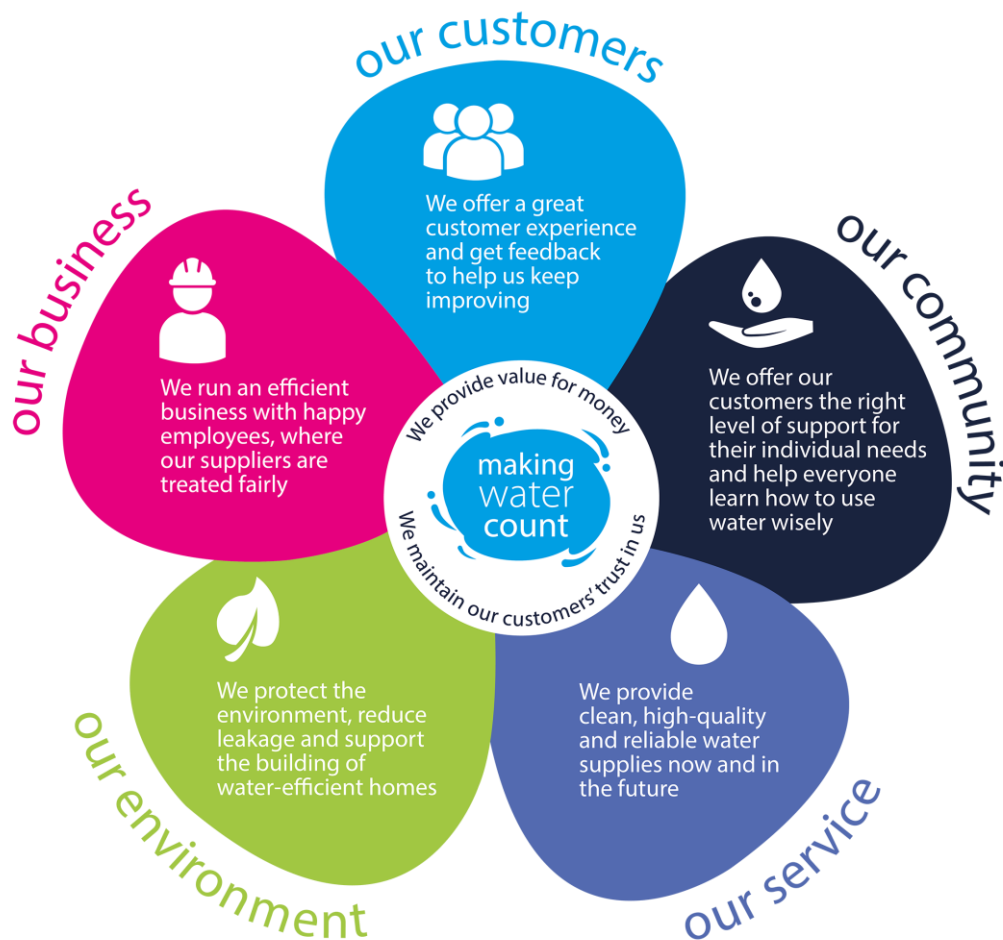 our customers
We offer a great
customer experience
and get feedback
to help us keep
improving
our community
We offer our
customers the right
level of support for
their individual needs
and help everyone
learn how to use
water wisely
our service
We provide
clean, high-quality
and reliable water
supplies now and in
the future
our environment
We protect the
environment, reduce
leakage and support
the building of
water-efficient homes
our business
We run an efficient
business with happy
employees, where
our suppliers are
treated fairly
We provide value for money
making
water
count
We maintain our customers' trust in us